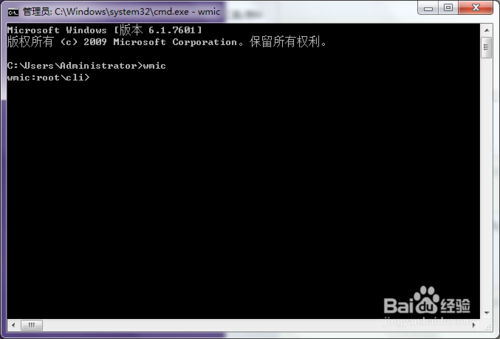 管理员: C:\Windows\system32\cmd.exe - wmic
Microsoft Windows [版本 6.1.7601]
版权所有 (c) 2009 Microsoft Corporation。保留所有权利。
C:\Users\Administrator>wmic
wmic:root\cli>
Baidu经验